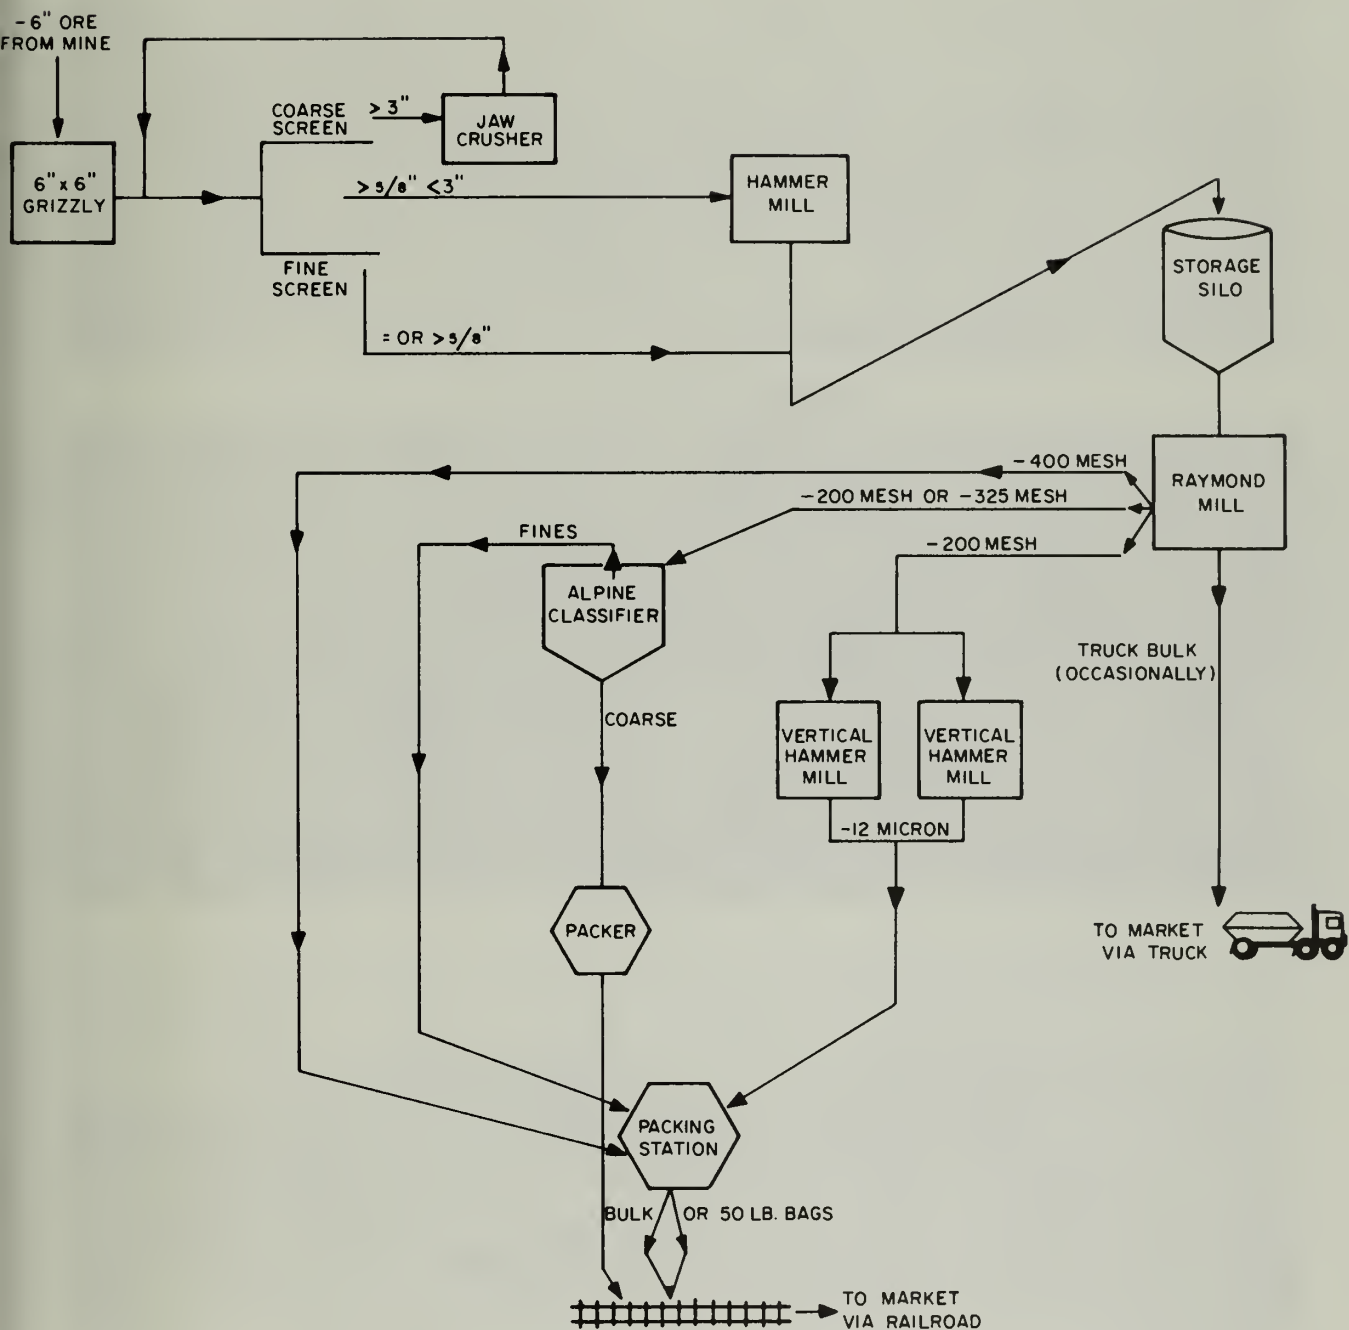 -6" ORE
FROM MINE
COARSE
SCREEN
> 3"
JAW
CRUSHER
6" x 6"
GRIZZLY
> 5/8" < 3"
HAMMER
MILL
FINE
SCREEN
= OR > 5/8"
STORAGE
SILO
-400 MESH
RAYMOND
MILL
-200 MESH OR -325 MESH
FINES
-200 MESH
ALPINE
CLASSIFIER
TRUCK BULK
(OCCASIONALLY)
COARSE
VERTICAL
HAMMER
MILL
VERTICAL
HAMMER
MILL
-12 MICRON
PACKER
TO MARKET
VIA TRUCK
PACKING
STATION
BULK OR 50 LB. BAGS
TO MARKET
VIA RAILROAD